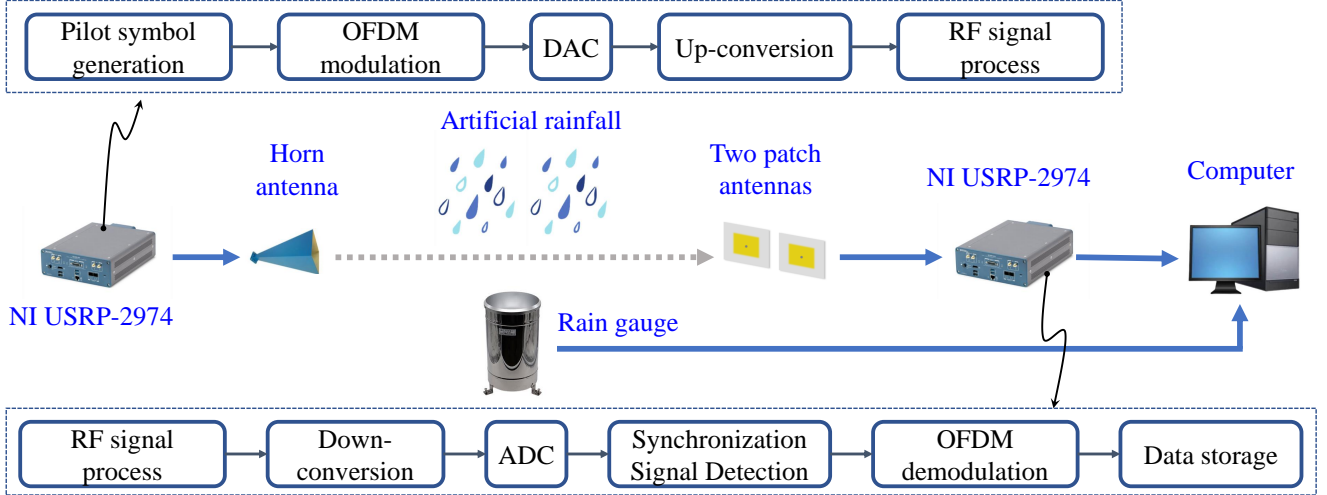 Pilot symbol
generation
OFDM
modulation
DAC
Up-conversion
RF signal
process
Artificial rainfall
Horn
antenna
Two patch
antennas
NI USRP-2974
Computer
NI USRP-2974
Rain gauge
RF signal
process
Down-
conversion
ADC
Synchronization
Signal Detection
OFDM
demodulation
Data storage